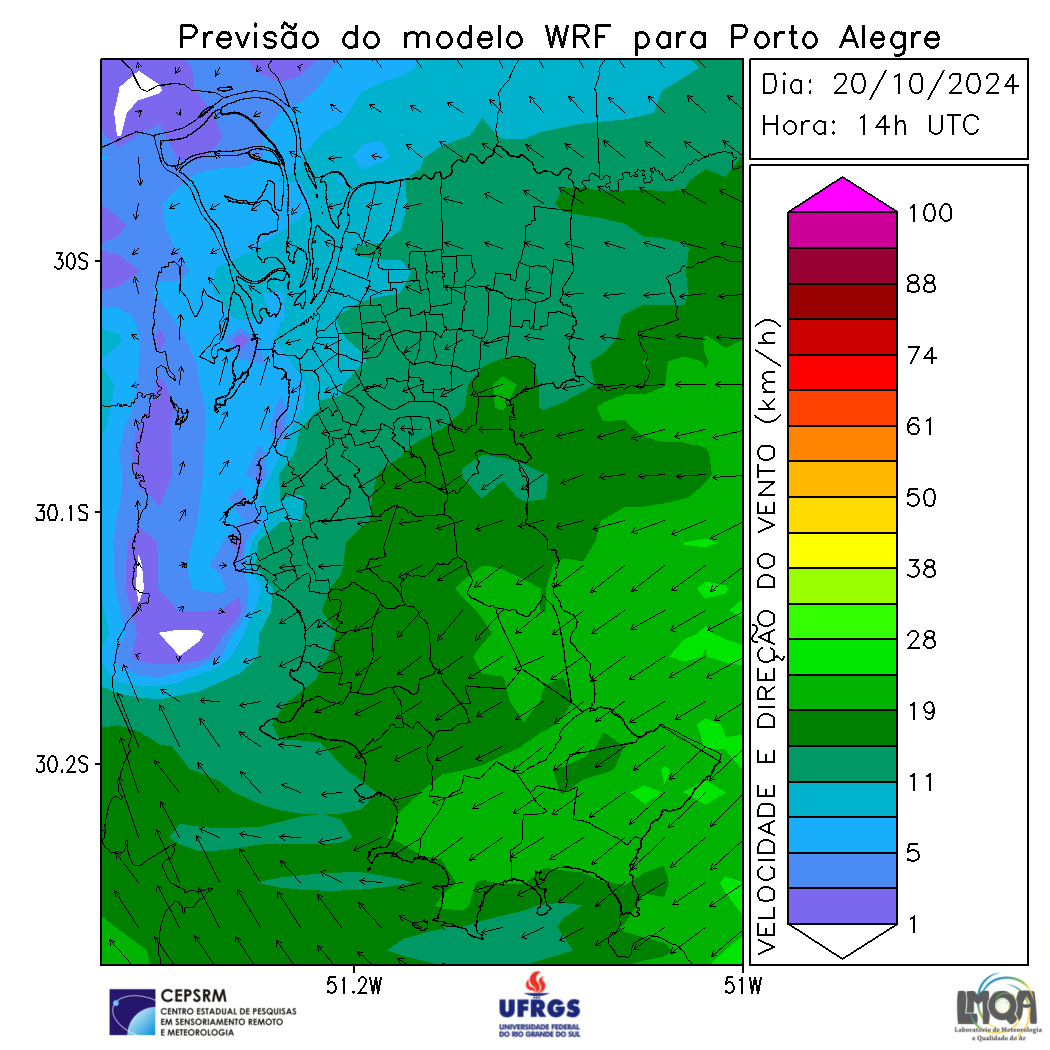 Previsão do modelo WRF para Porto Alegre
Dia: 20/10/2024
Hora: 14h UTC
30S
30.1S
30.2S
51.2W
51W
VELOCIDADE E DIREÇÃO DO VENTO (km/h)
100
88
74
61
50
38
28
19
11
5
1
CEPSRM
CENTRO ESTADUAL DE PESQUISAS
EM SENSORIAMENTO REMOTO
E METEOROLOGIA
UFRGS
UNIVERSIDADE FEDERAL
DO RIO GRANDE DO SUL
LMQA
Laboratório de Meteorologia
e Qualidade do Ar